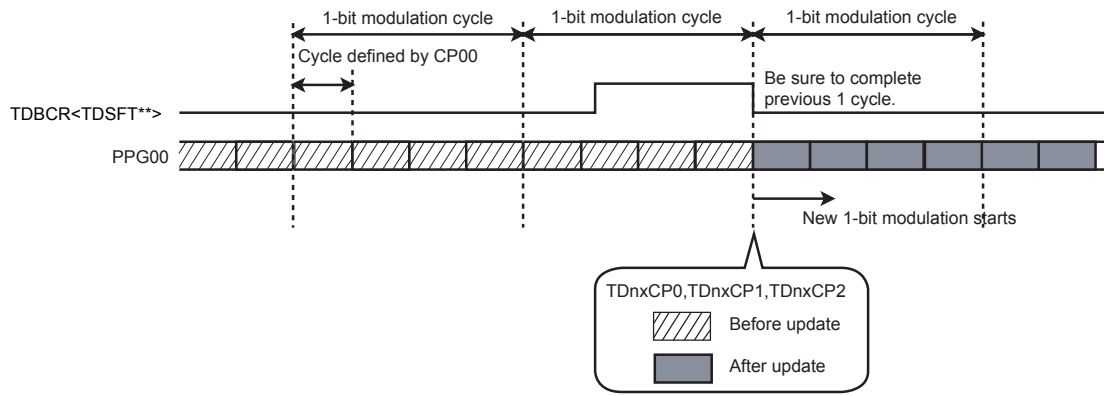 1-bit modulation cycle
1-bit modulation cycle
1-bit modulation cycle
Cycle defined by CP00
Be sure to complete
previous 1 cycle.
TDBCR<TDSFT**>
PPG00
New 1-bit modulation starts
TDnxCP0,TDnxCP1,TDnxCP2
Before update
After update